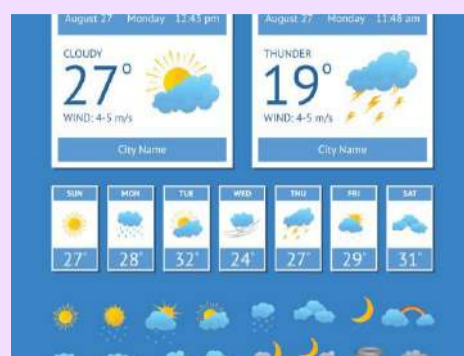 August 27 Monday 12:43 pm
CLOUDY
27°
WIND: 4-5 m/s
City Name
August 27 Monday 11:48 am
THUNDER
19°
WIND: 4-5 m/s
City Name
SUN MON TUE WED THU FRI SAT
27° 28° 32° 24° 27° 29° 31°